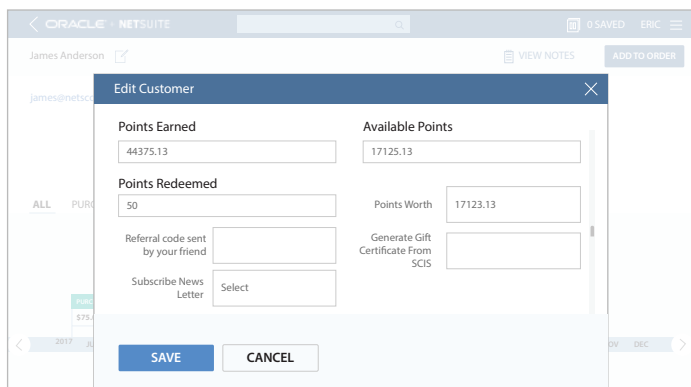 ORACLE NETSUITE
0 SAVED ERIC
James Anderson
VIEW NOTES
ADD TO ORDER
Edit Customer
Points Earned
Available Points
44375.13
17125.13
Points Redeemed
50
Points Worth
17123.13
Referral code sent
by your friend
Generate Gift
Certificate From
SCIS
Subscribe News
Letter
Select
ALL
2017
DEC
SAVE
CANCEL